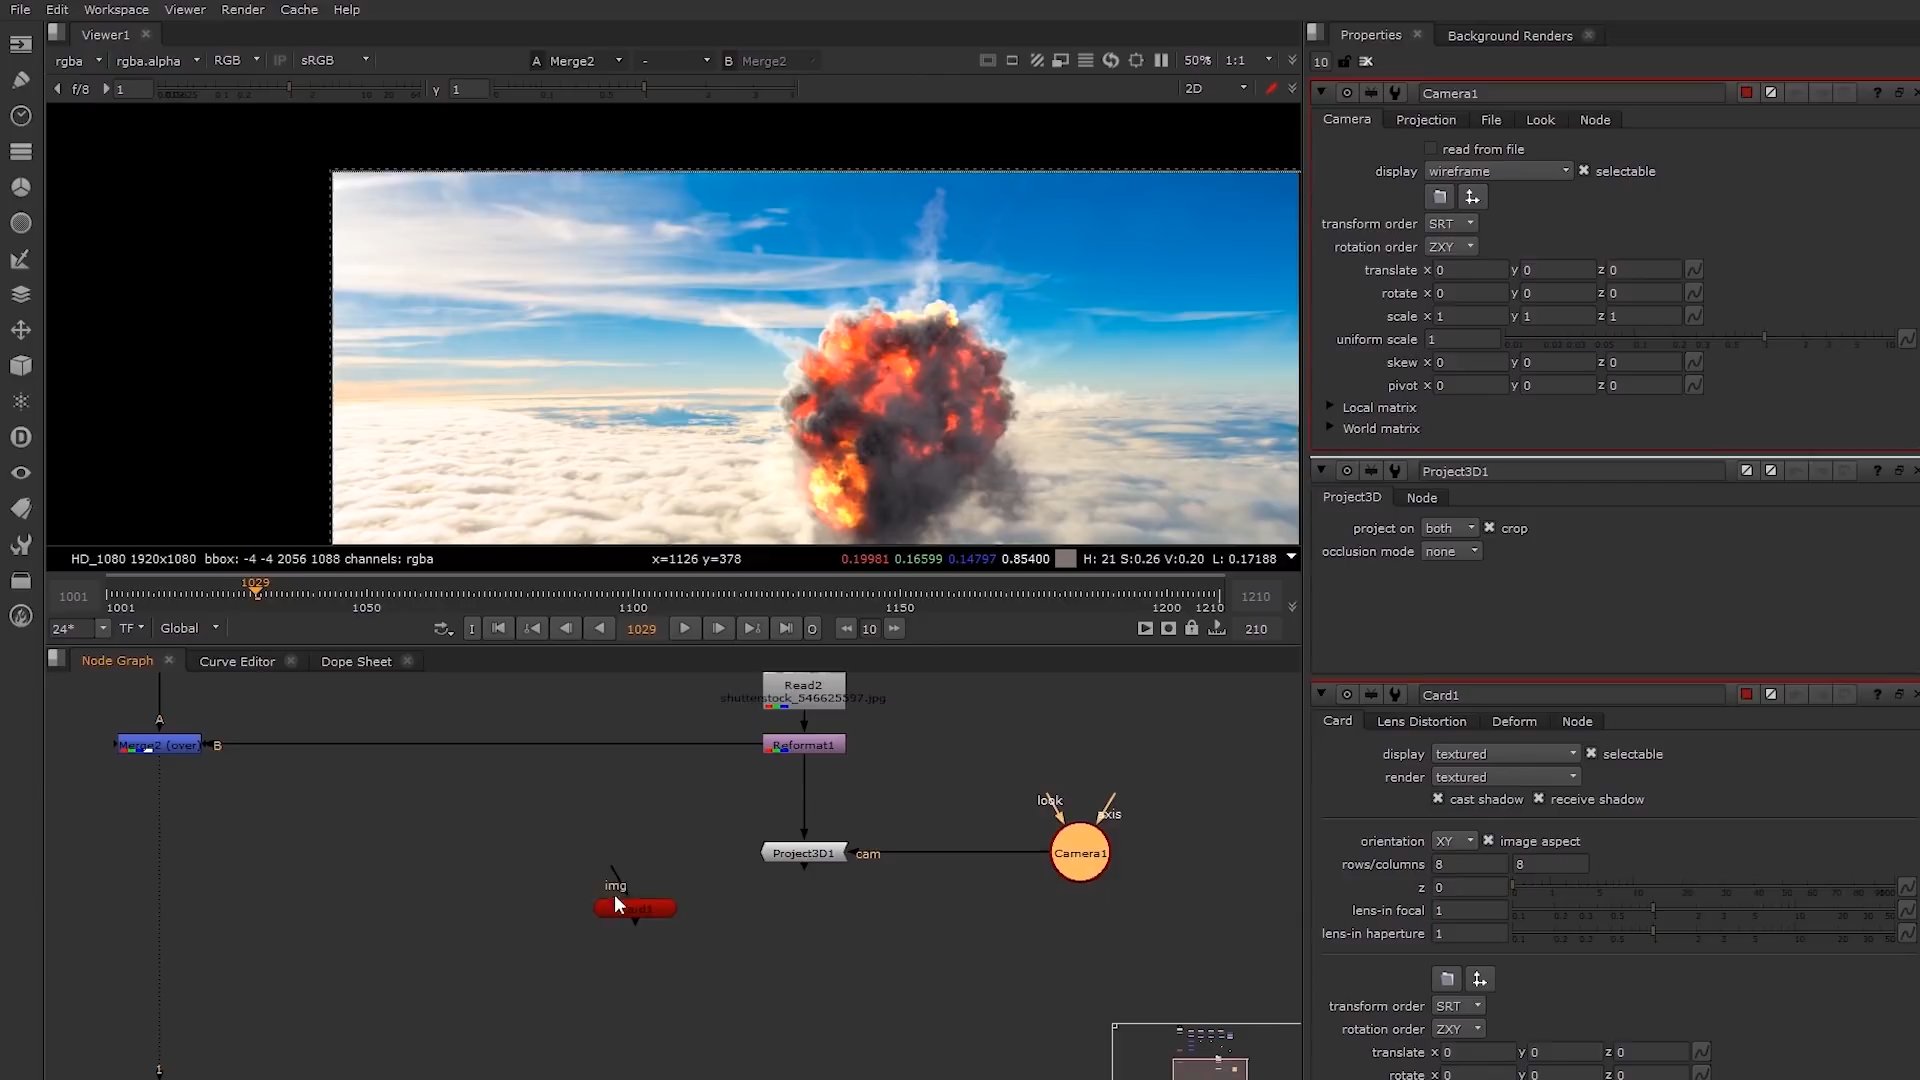 File Edit Workspace Viewer Render Cache Help
Viewer1
rgba rgba.alpha RGB IP sRGB A Merge2 - B Merge2 50% 1:1
f/8 1 y 1 2D
HD_1080 1920x1080 bbox: -4 -4 2056 1088 channels: rgba x=1126 y=378 0.19981 0.16599 0.14797 0.85400 H: 21 S:0.26 V:0.20 L: 0.17188
1029
1001 1210
1001 1050 1100 1150 1200 1210
24* TF Global I 1029 O 10 210
Node Graph Curve Editor Dope Sheet
Read2
shutterstock_546625597.jpg
A
Merge2 (over) B Reformat1
look
axis
Project3D1 cam Camera1
img
1
Properties Background Renders
10
Camera1
Camera Projection File Look Node
read from file
display wireframe selectable
transform order SRT
rotation order ZXY
translate x 0 y 0 z 0
rotate x 0 y 0 z 0
scale x 1 y 1 z 1
uniform scale 1
skew x 0 y 0 z 0
pivot x 0 y 0 z 0
Local matrix
World matrix
Project3D1
Project3D Node
project on both crop
occlusion mode none
Card1
Card Lens Distortion Deform Node
display textured selectable
render textured
cast shadow receive shadow
orientation XY image aspect
rows/columns 8 8
z 0
lens-in focal 1
lens-in haperture 1
transform order SRT
rotation order ZXY
translate x 0 y 0 z 0
rotate x 0 y 0 z 0